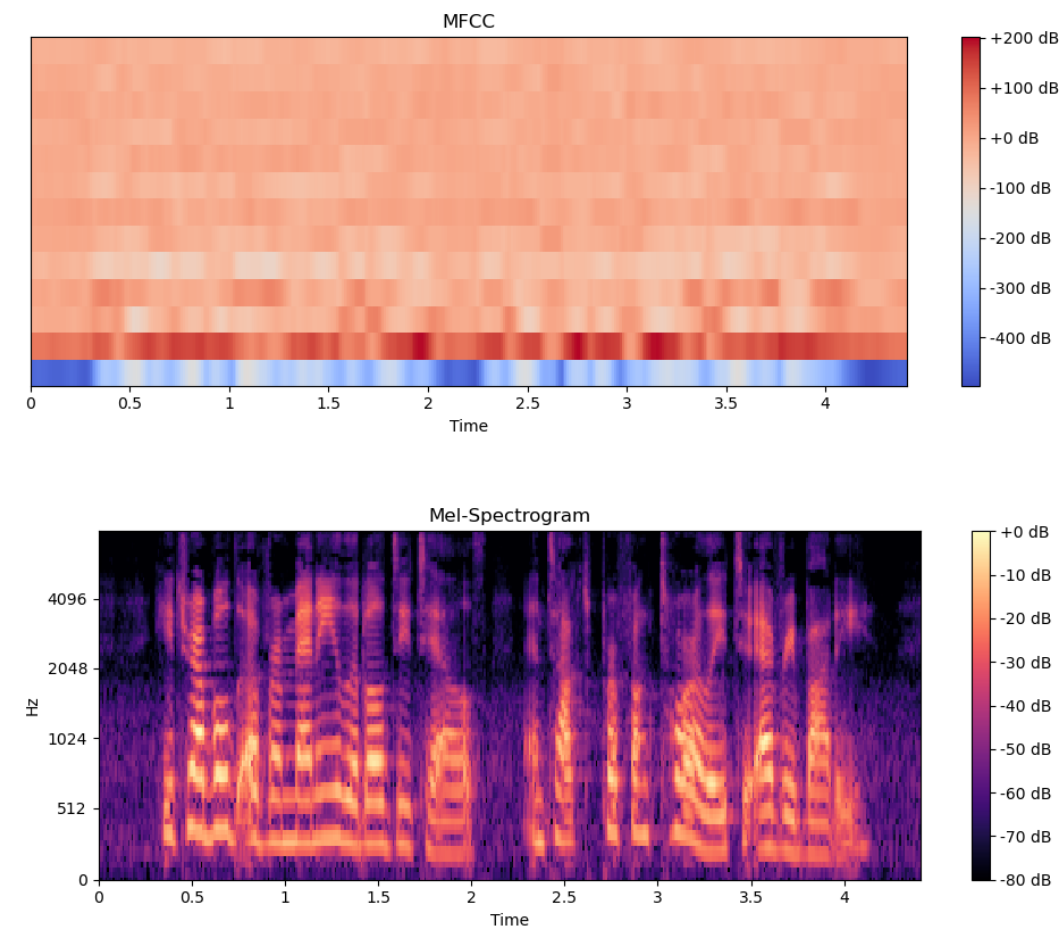 MFCC
+200 dB
+100 dB
+0 dB
-100 dB
-200 dB
-300 dB
-400 dB
0 0.5 1 1.5 2 2.5 3 3.5 4
Time
Mel-Spectrogram
Hz
4096
2048
1024
512
0
+0 dB
-10 dB
-20 dB
-30 dB
-40 dB
-50 dB
-60 dB
-70 dB
-80 dB
0 0.5 1 1.5 2 2.5 3 3.5 4
Time